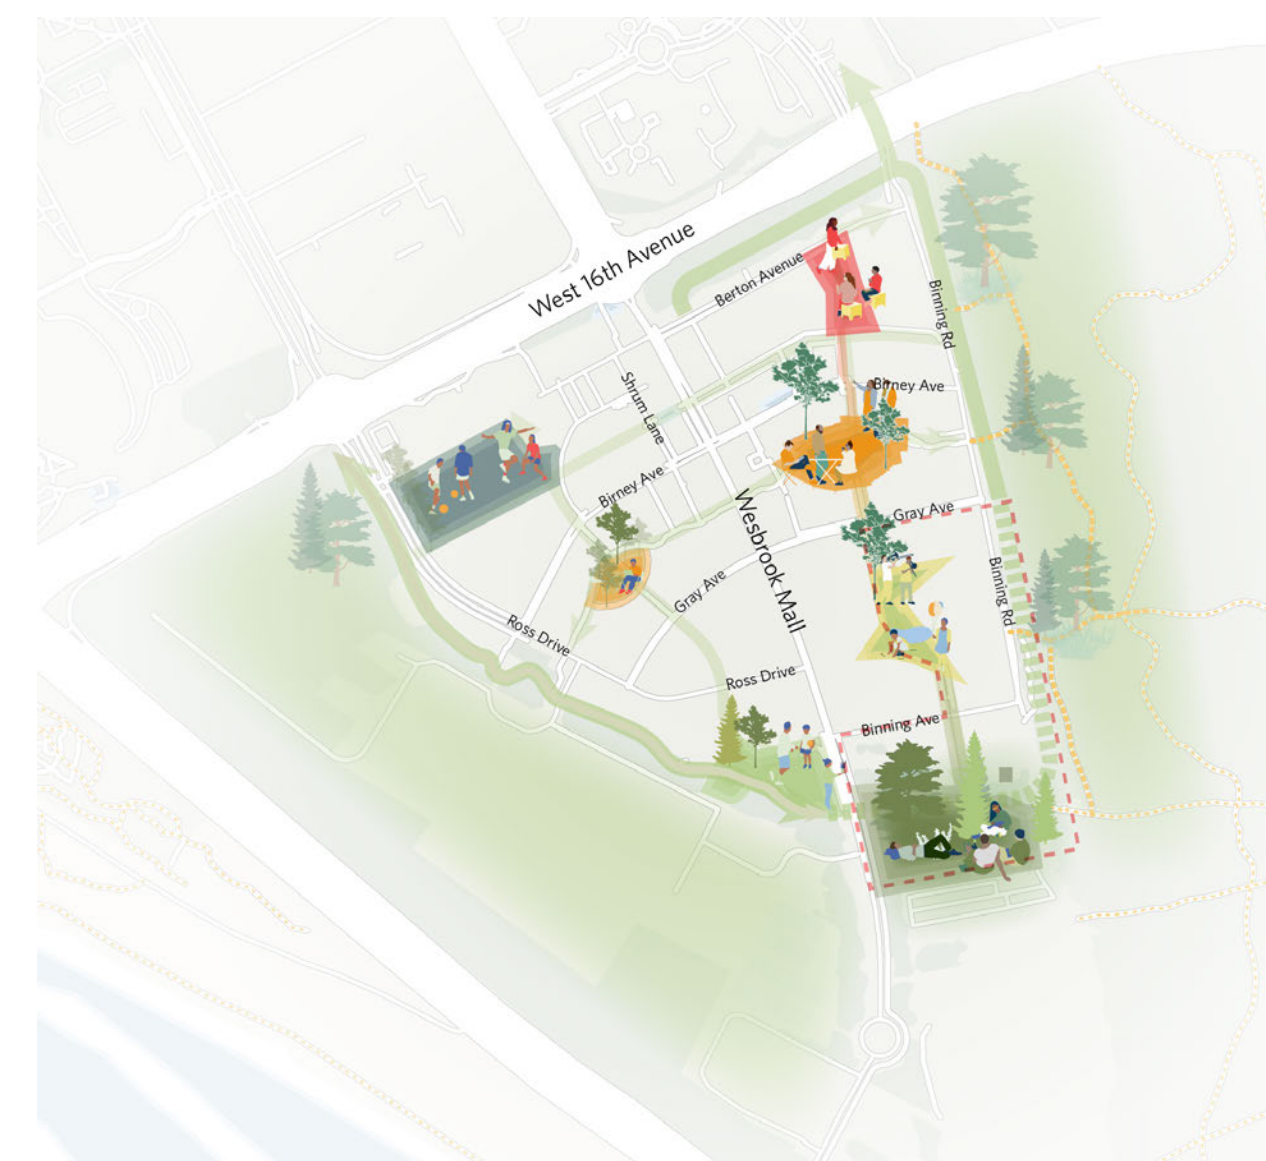 West 16th Avenue
Berton Avenue
Binning Rd
Shrum Lane
Birney Ave
Birney Ave
Wesbrook Mall
Gray Ave
Gray Ave
Binning Rd
Ross Drive
Ross Drive
Binning Ave